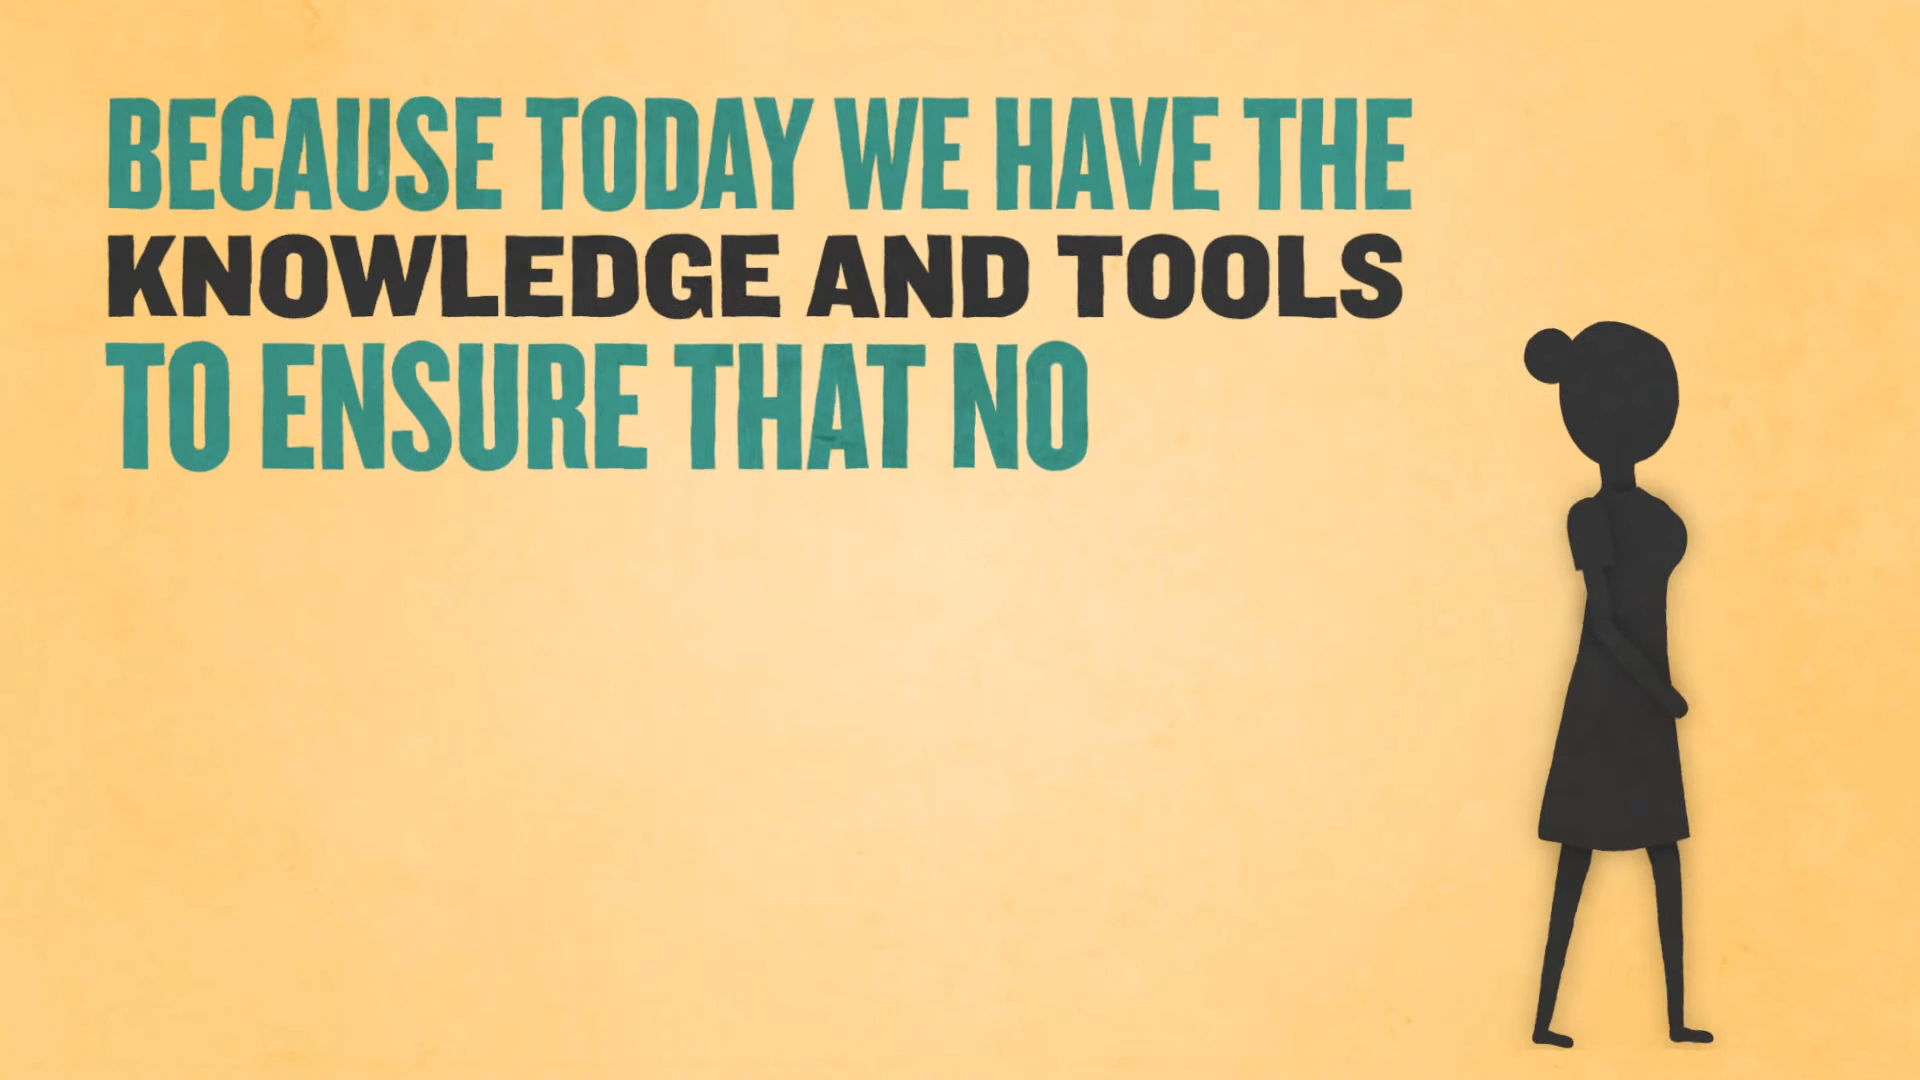 BECAUSE TODAY WE HAVE THE
KNOWLEDGE AND TOOLS
TO ENSURE THAT NO